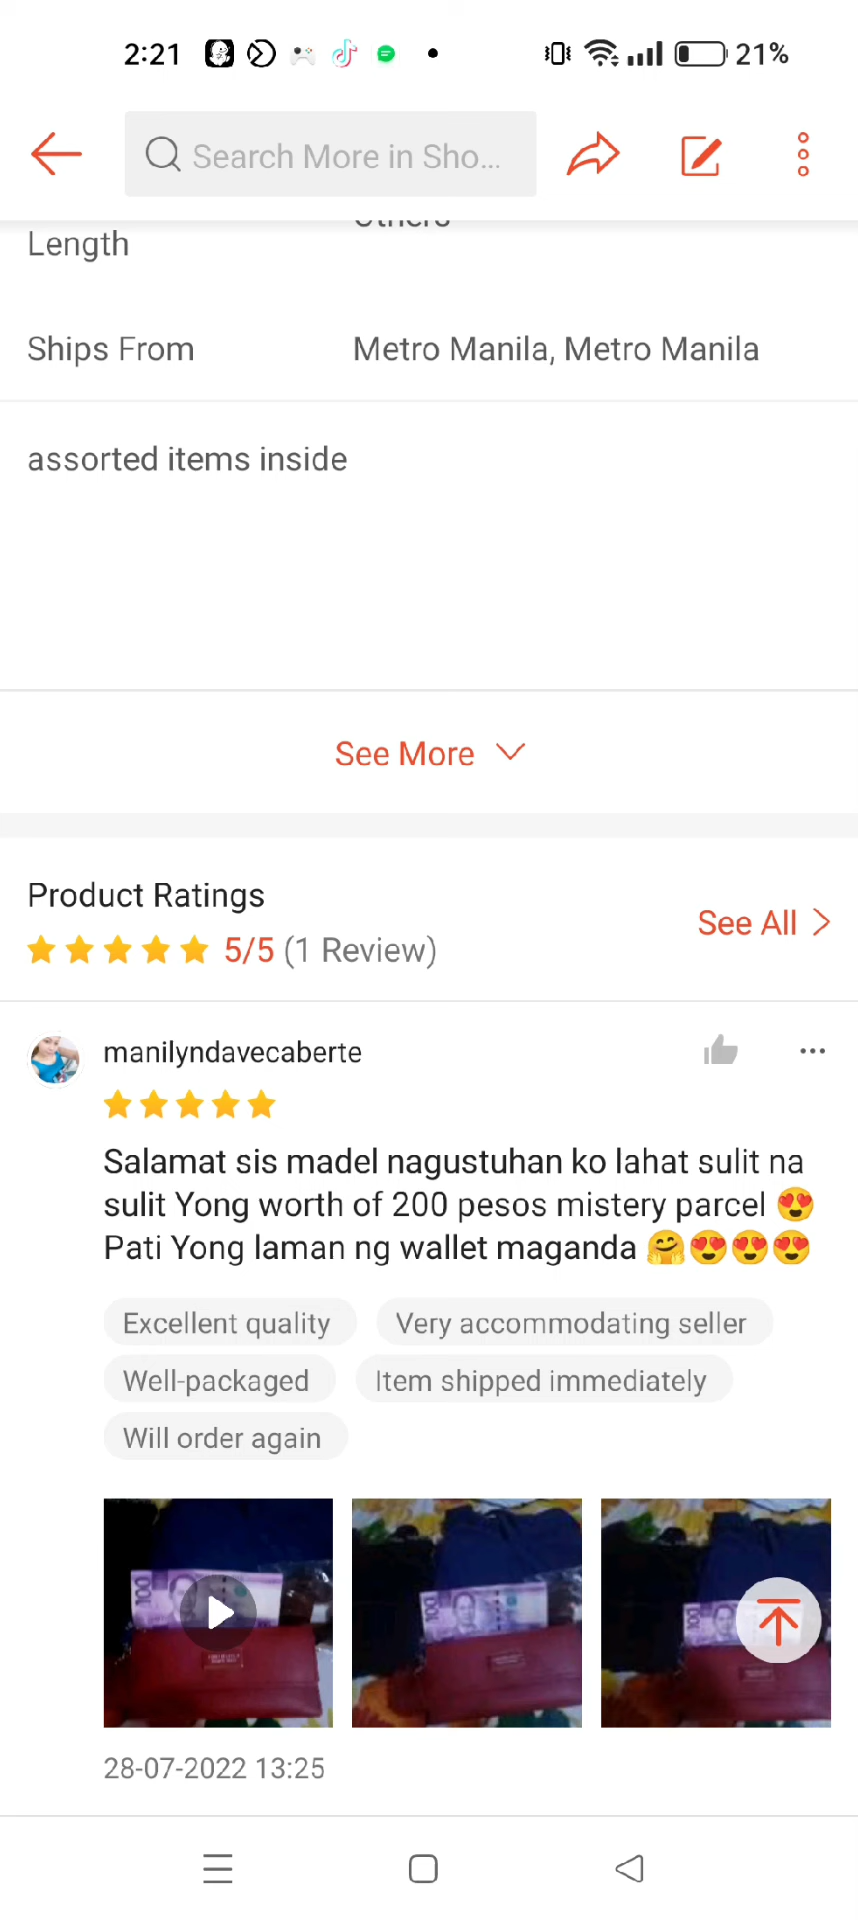 2:21
21%
Search More in Sho...
Length
Ships From Metro Manila, Metro Manila
assorted items inside
See More
Product Ratings
5/5 (1 Review)
See All
manilyndavecaberte
Salamat sis madel nagustuhan ko lahat sulit na
sulit Yong worth of 200 pesos mistery parcel 😍
Pati Yong laman ng wallet maganda 🤗😍😍😍
Excellent quality
Very accommodating seller
Well-packaged
Item shipped immediately
Will order again
100
100
100
28-07-2022 13:25